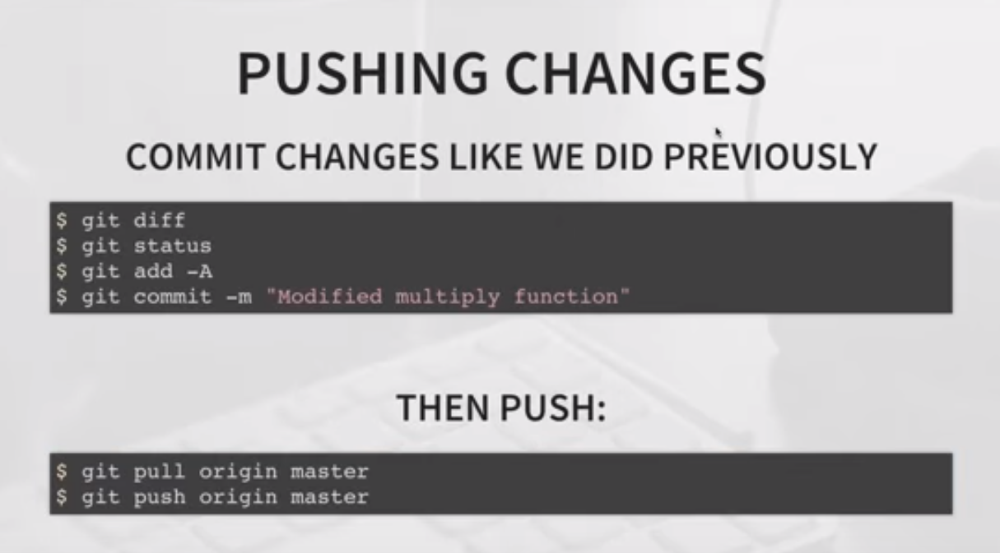 PUSHING CHANGES
COMMIT CHANGES LIKE WE DID PREVIOUSLY
$ git diff
$ git status
$ git add -A
$ git commit -m "Modified multiply function"
THEN PUSH:
$ git pull origin master
$ git push origin master